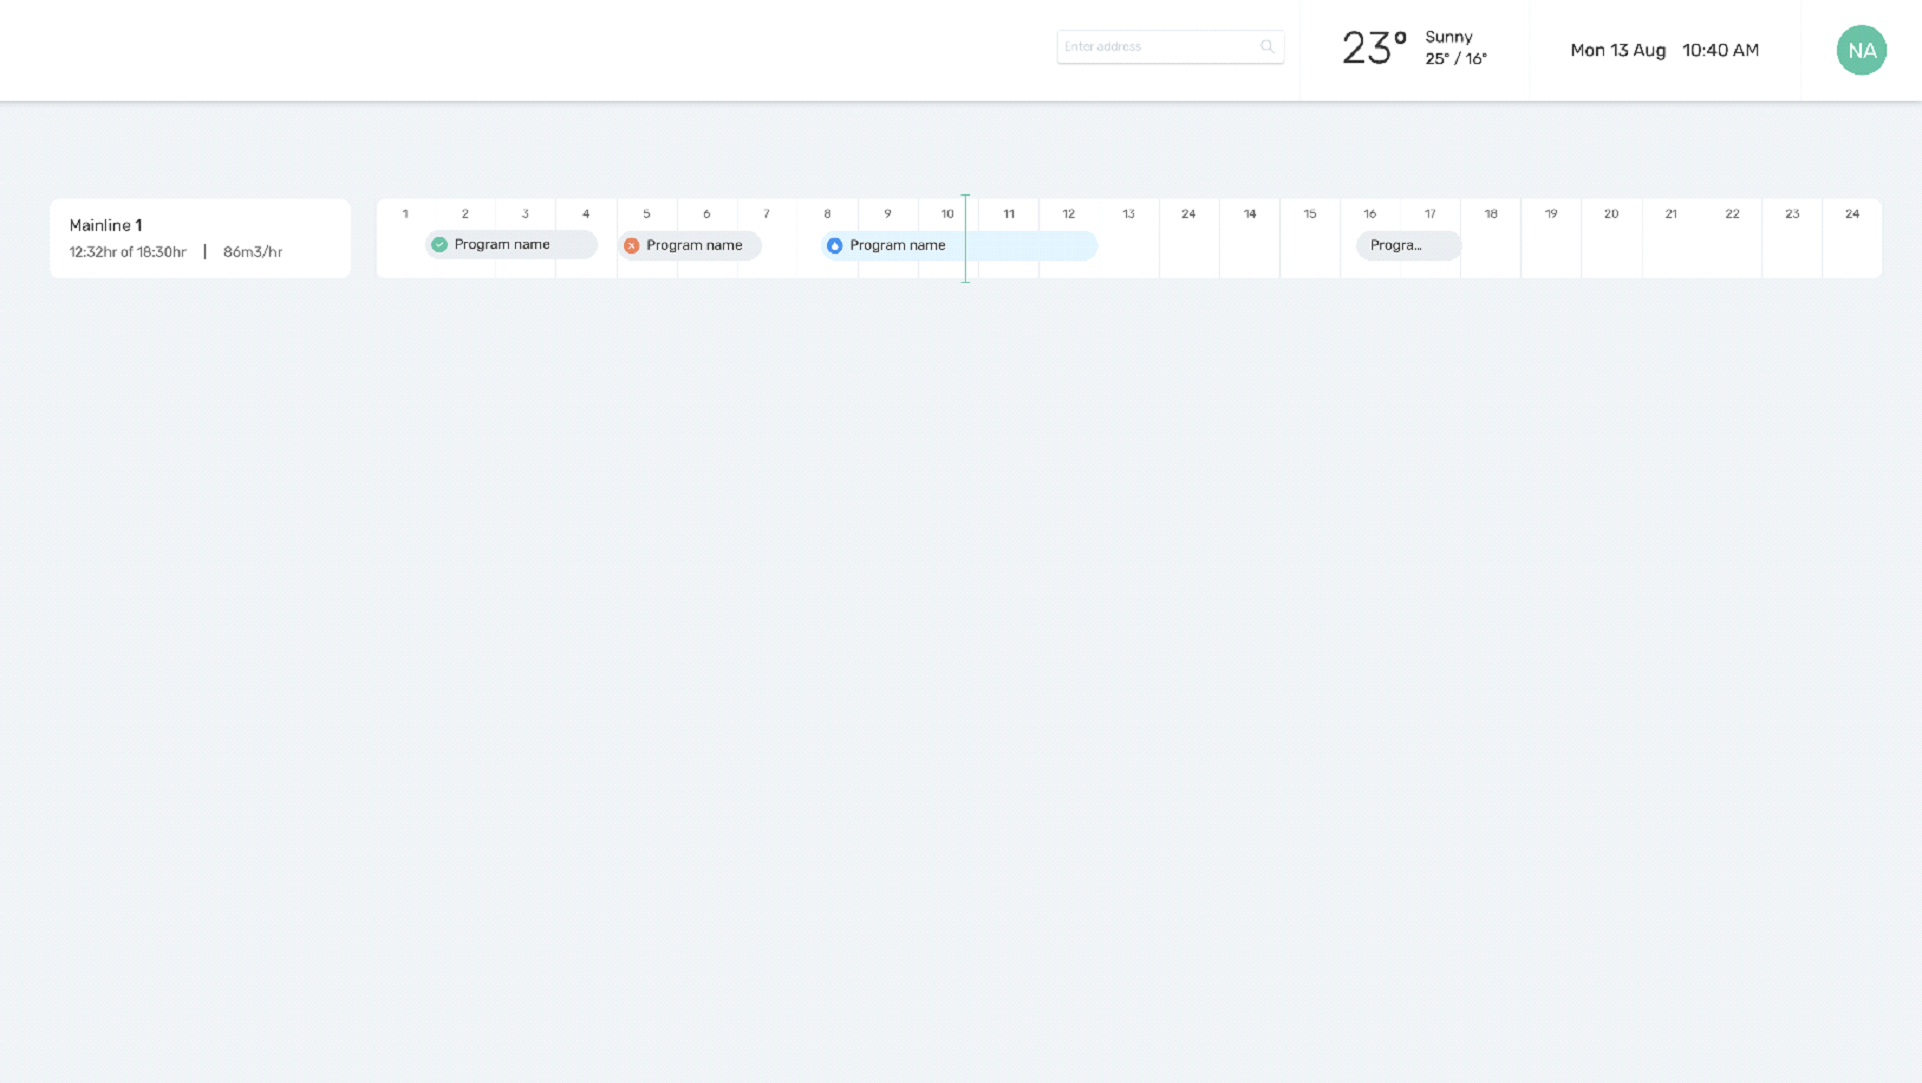 Enter address
23°
Sunny
25° / 16°
Mon 13 Aug 10:40 AM
NA
Mainline 1
12:32hr of 18:30hr | 86m3/hr
1 2 3 4 5 6 7 8 9 10 11 12 13 24 14 15 16 17 18 19 20 21 22 23 24
Program name Program name Program name Progra...